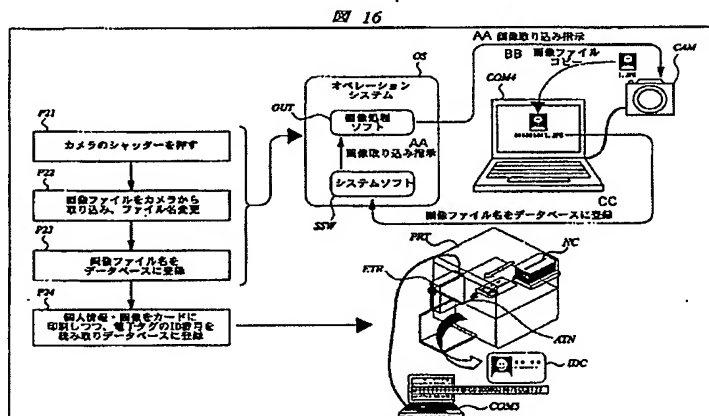 図 16
AA 画像取り込み指示
BB 画像ファイル
コピー
1.JPG
CAM
COM4
OS
オペレーション
システム
GUT
画像処理
ソフト
AA
画像取り込み指示
システムソフト
SSW
CC
画像ファイル名をデータベースに登録
P21
カメラのシャッターを押す
P22
画像ファイルをカメラから
取り込み、ファイル名変更
P23
画像ファイル名を
データベースに登録
P24
個人情報・画像をカードに
印刷しつつ、電子タグのID番号を
読み取りデータベースに登録
PRT
NC
ETR
ATN
IDC
COM3